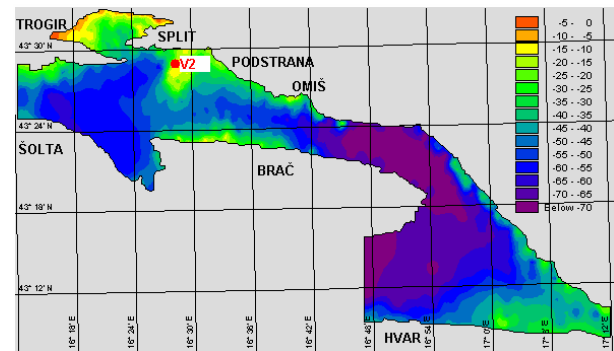 TROGIR
43° 30' N
SPLIT
V2
PODSTRANA
OMIŠ
43° 24' N
ŠOLTA
BRAČ
43° 18' N
43° 12' N
HVAR
16° 18' E
16° 24' E
16° 30' E
16° 36' E
16° 42' E
16° 48' E
16° 54' E
17° 0' E
17° 6' E
17° 12' E
-5 - 0
-10 - -5
-15 - -10
-20 - -15
-25 - -20
-30 - -25
-35 - -30
-40 - -35
-45 - -40
-50 - -45
-55 - -50
-60 - -55
-65 - -60
-70 - -65
Below -70